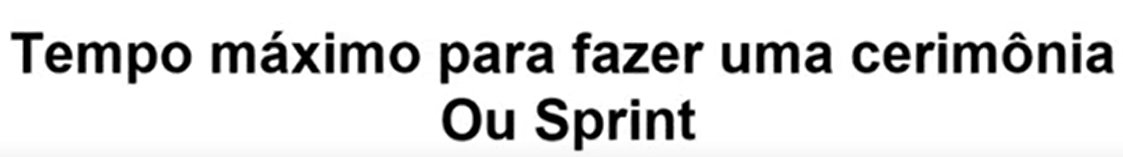 Tempo máximo para fazer uma cerimônia
Ou Sprint